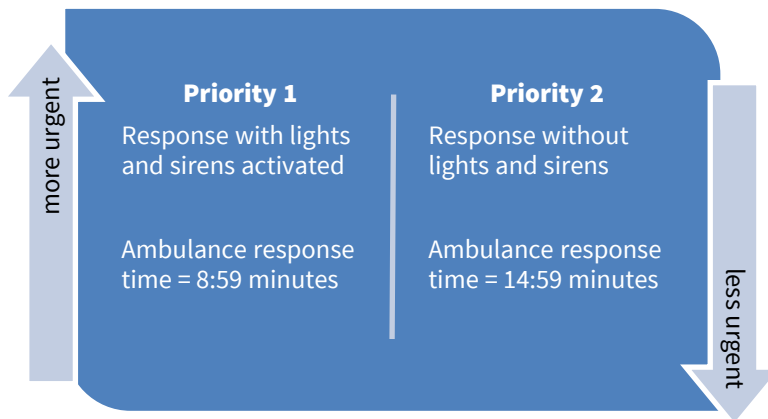 more urgent
Priority 1
Response with lights
and sirens activated
Ambulance response
time = 8:59 minutes
Priority 2
Response without
lights and sirens
Ambulance response
time = 14:59 minutes
less urgent